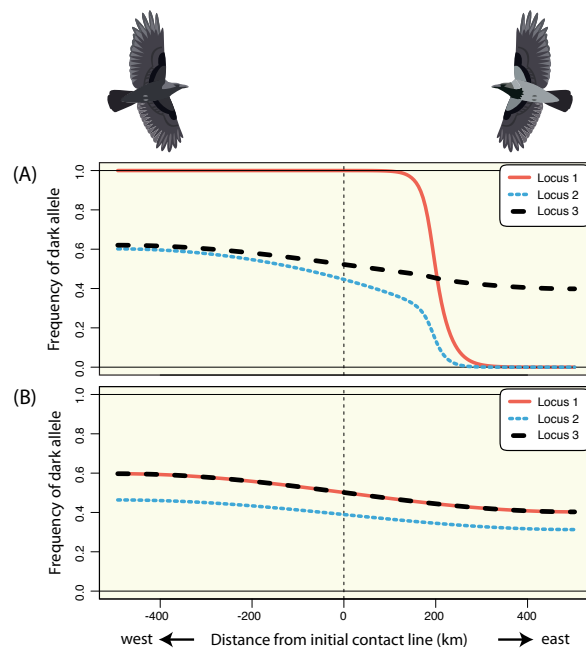 (A)
Frequency of dark allele
1.0
0.8
0.6
0.4
0.2
0.0
Locus 1
Locus 2
Locus 3
(B)
Frequency of dark allele
1.0
0.8
0.6
0.4
0.2
0.0
Locus 1
Locus 2
Locus 3
-400 -200 0 200 400
west Distance from initial contact line (km) east